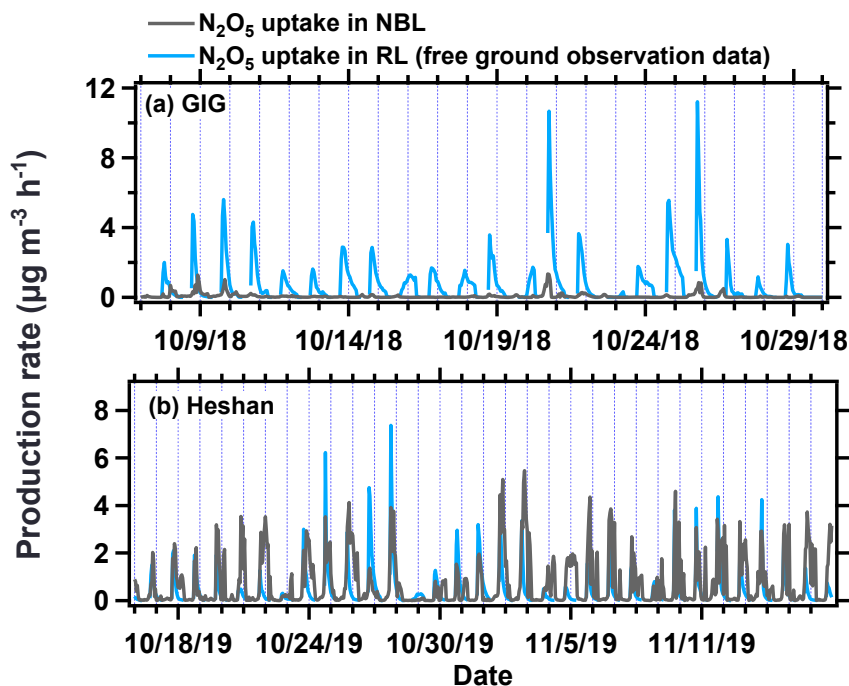 N₂O₅ uptake in NBL
N₂O₅ uptake in RL (free ground observation data)
Production rate (µg m⁻³ h⁻¹)
(a) GIG
12
8
4
0
10/9/18 10/14/18 10/19/18 10/24/18 10/29/18
(b) Heshan
8
6
4
2
0
10/18/19 10/24/19 10/30/19 11/5/19 11/11/19
Date